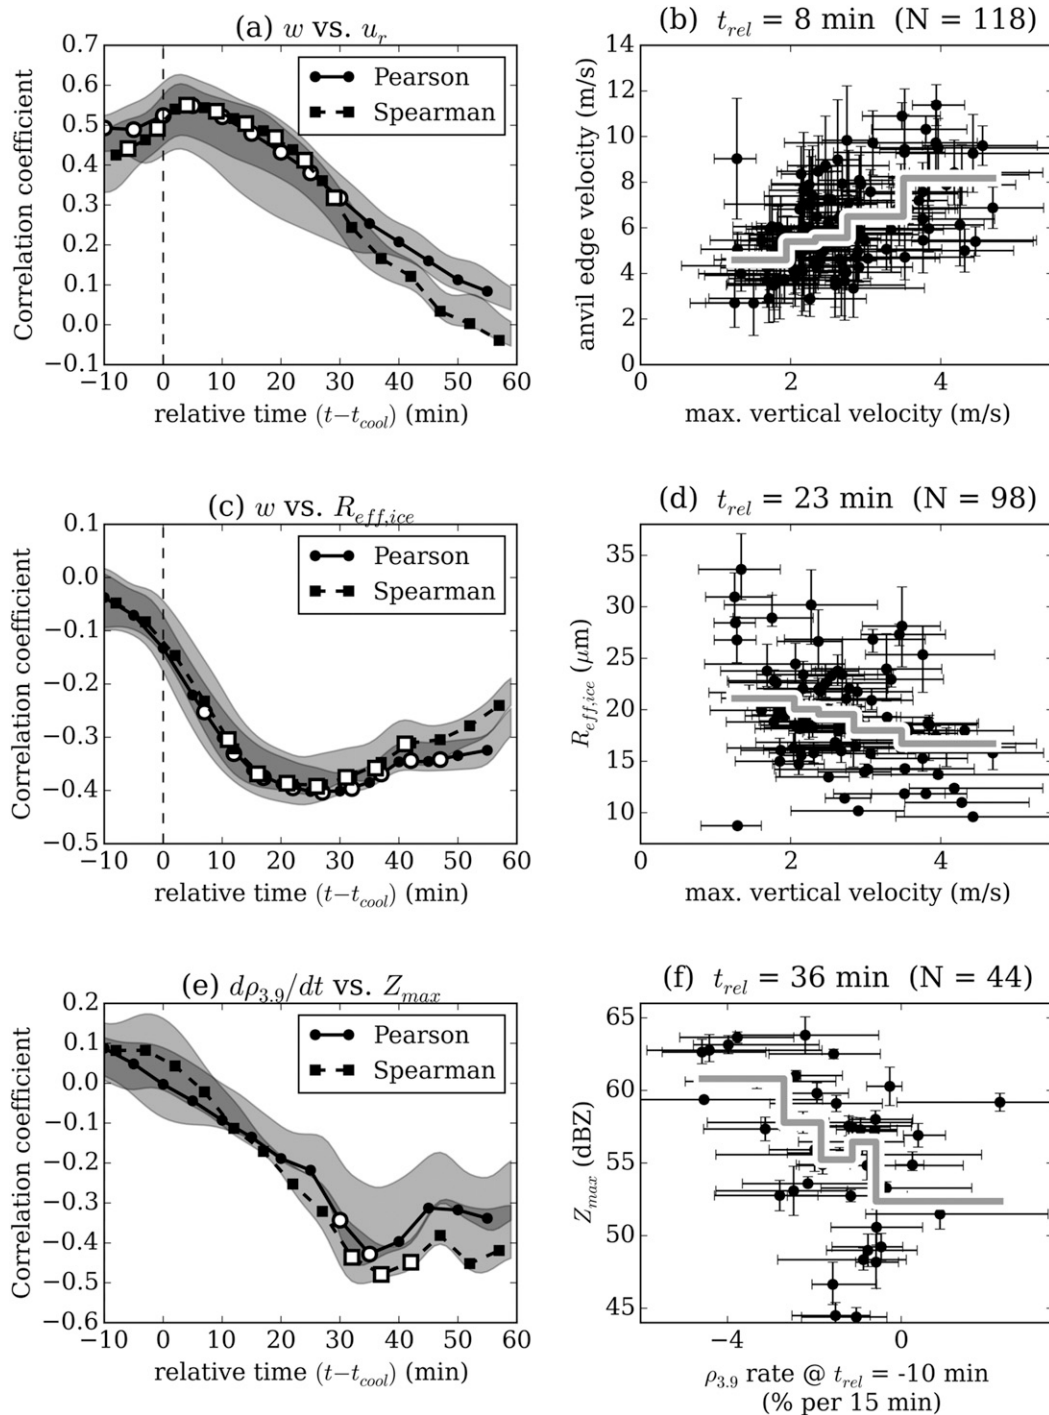 (a) w vs. u_r
Correlation coefficient
0.7
0.6
0.5
0.4
0.3
0.2
0.1
0.0
−0.1
Pearson
Spearman
−10 0 10 20 30 40 50 60
relative time (t−t_cool) (min)
(b) t_rel = 8 min (N = 118)
anvil edge velocity (m/s)
14
12
10
8
6
4
2
0
0 2 4
max. vertical velocity (m/s)
(c) w vs. R_eff,ice
Correlation coefficient
0.1
0.0
−0.1
−0.2
−0.3
−0.4
−0.5
Pearson
Spearman
−10 0 10 20 30 40 50 60
relative time (t−t_cool) (min)
(d) t_rel = 23 min (N = 98)
R_eff,ice (μm)
35
30
25
20
15
10
0 2 4
max. vertical velocity (m/s)
(e) dρ_3.9/dt vs. Z_max
Correlation coefficient
0.2
0.1
0.0
−0.1
−0.2
−0.3
−0.4
−0.5
−0.6
Pearson
Spearman
−10 0 10 20 30 40 50 60
relative time (t−t_cool) (min)
(f) t_rel = 36 min (N = 44)
Z_max (dBZ)
65
60
55
50
45
−4 0
ρ_3.9 rate @ t_rel = -10 min
(% per 15 min)